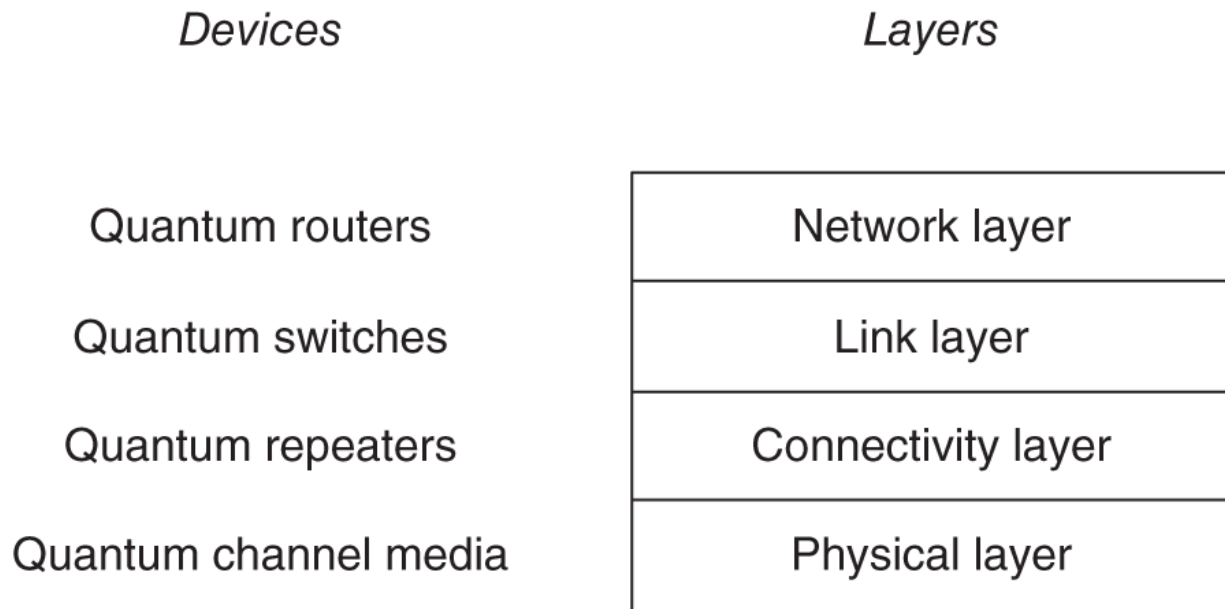 Devices Layers
Quantum routers Network layer
Quantum switches Link layer
Quantum repeaters Connectivity layer
Quantum channel media Physical layer